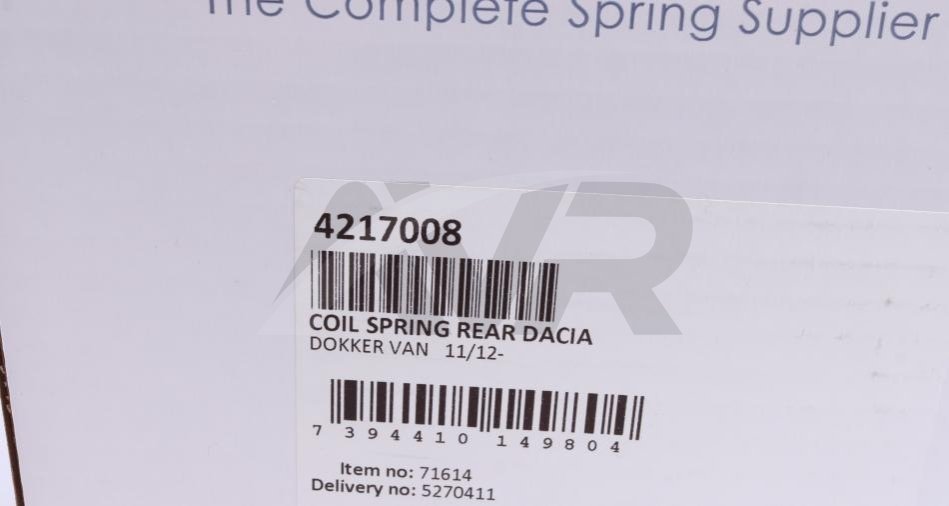 The Complete Spring Supplier
AVR
4217008
COIL SPRING REAR DACIA
DOKKER VAN 11/12-
7 394410 149804
Item no: 71614
Delivery no: 5270411